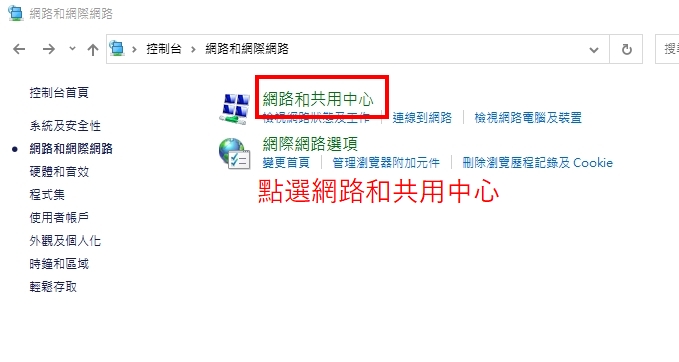 網路和網際網路
控制台 網路和網際網路
搜尋
控制台首頁
系統及安全性
網路和網際網路
硬體和音效
程式集
使用者帳戶
外觀及個人化
時鐘和區域
輕鬆存取
網路和共用中心
檢視網路狀態及工作 連線到網路 檢視網路電腦及裝置
網際網路選項
變更首頁 管理瀏覽器附加元件 刪除瀏覽歷程記錄及 Cookie
點選網路和共用中心